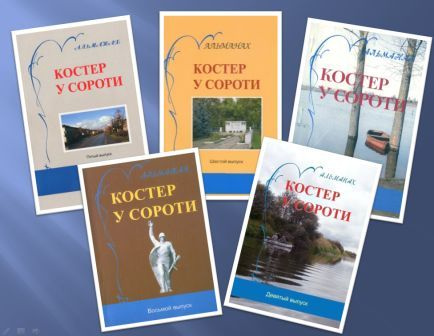 АЛЬМАНАХ
КОСТЕР
У СОРОТИ
Пятый выпуск
АЛЬМАНАХ
КОСТЕР
У СОРОТИ
Шестой выпуск
АЛЬМАНАХ
КОСТЕР
У СОРОТИ
АЛЬМАНАХ
КОСТЕР
У СОРОТИ
Восьмой выпуск
АЛЬМАНАХ
КОСТЕР
У СОРОТИ
Девятый выпуск